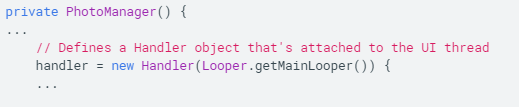 private PhotoManager() {
...
    // Defines a Handler object that's attached to the UI thread
    handler = new Handler(Looper.getMainLooper()) {
    ...